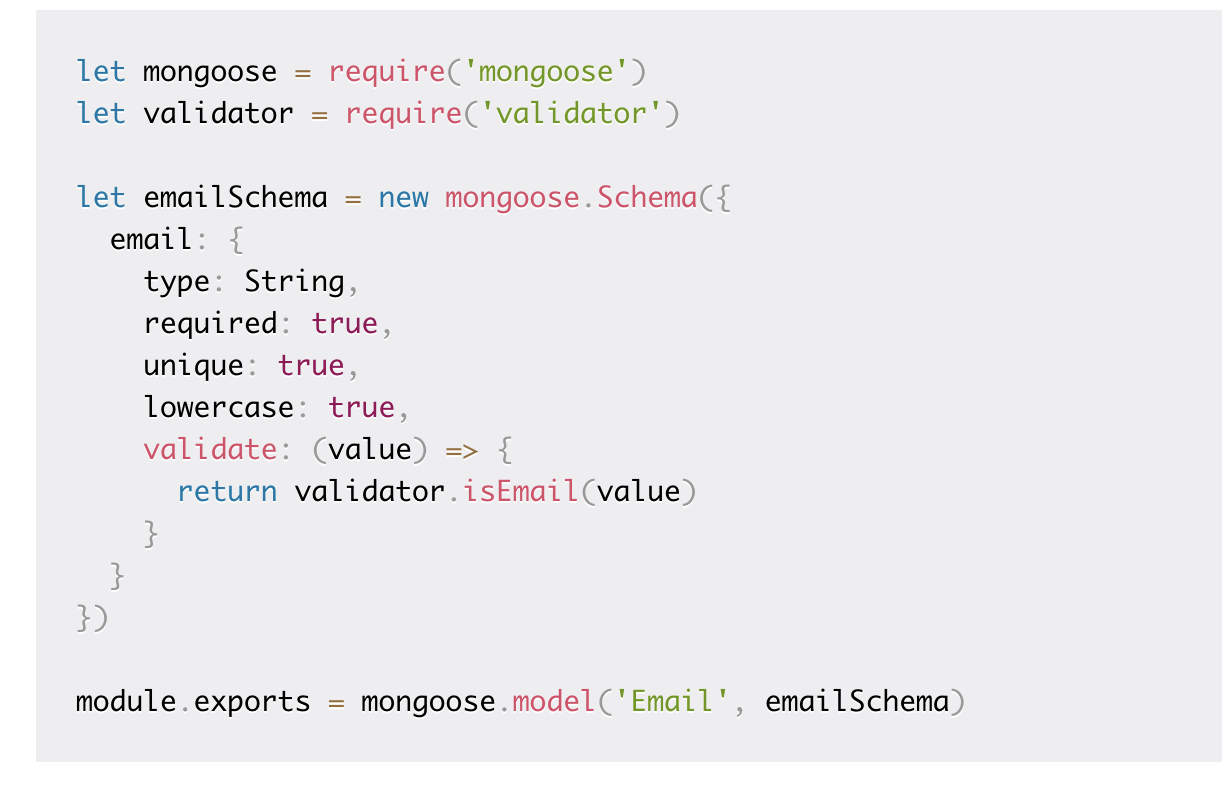 let mongoose = require('mongoose')
let validator = require('validator')

let emailSchema = new mongoose.Schema({
  email: {
    type: String,
    required: true,
    unique: true,
    lowercase: true,
    validate: (value) => {
      return validator.isEmail(value)
    }
  }
})

module.exports = mongoose.model('Email', emailSchema)